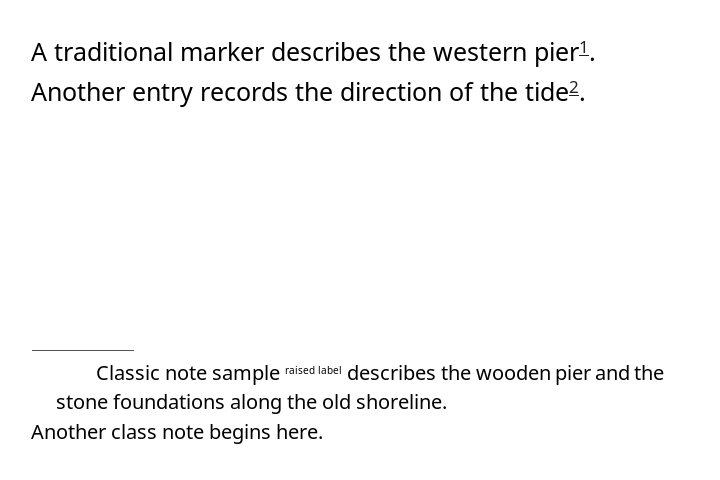 A traditional marker describes the western pier1.
Another entry records the direction of the tide2.
Classic note sample raised label describes the wooden pier and the
stone foundations along the old shoreline.
Another class note begins here.